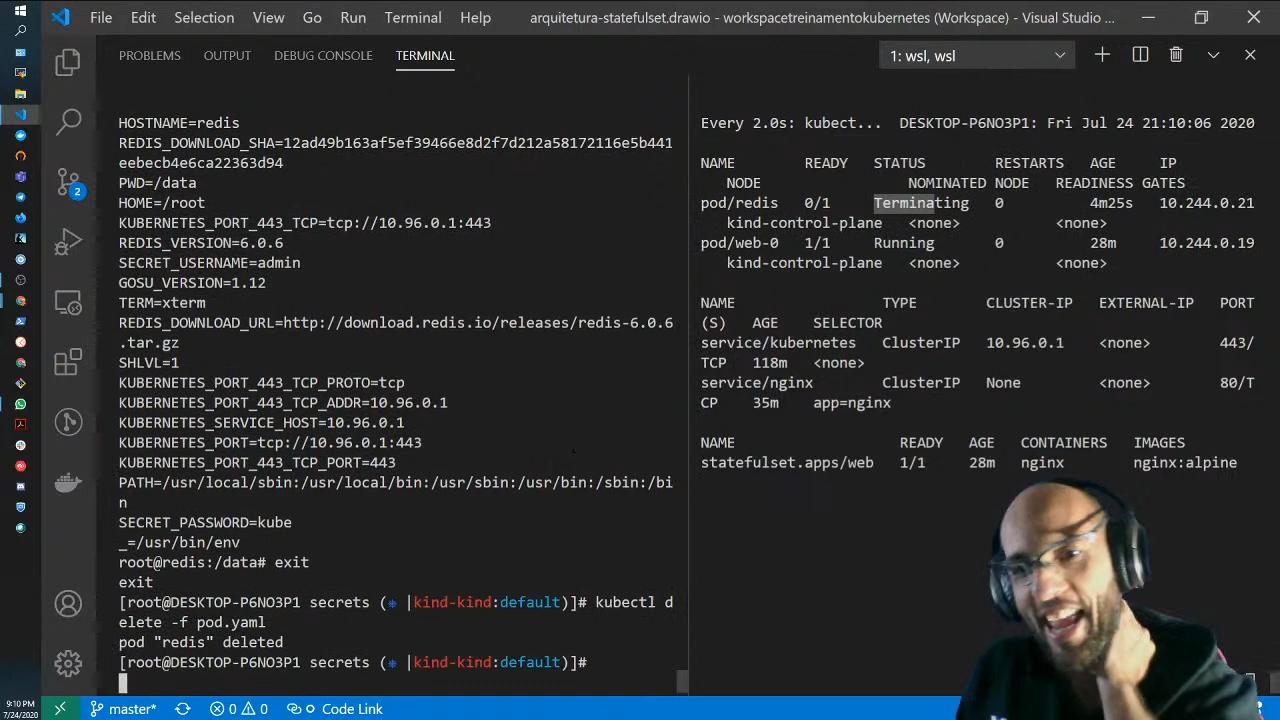 File Edit Selection View Go Run Terminal Help arquitetura-statefulset.drawio - workspacetreinamentokubernetes (Workspace) - Visual Studio ...
PROBLEMS OUTPUT DEBUG CONSOLE TERMINAL 1: wsl, wsl
HOSTNAME=redis
REDIS_DOWNLOAD_SHA=12ad49b163af5ef39466e8d2f7d212a58172116e5b441
eebecb4e6ca22363d94
PWD=/data
HOME=/root
KUBERNETES_PORT_443_TCP=tcp://10.96.0.1:443
REDIS_VERSION=6.0.6
SECRET_USERNAME=admin
GOSU_VERSION=1.12
TERM=xterm
REDIS_DOWNLOAD_URL=http://download.redis.io/releases/redis-6.0.6
.tar.gz
SHLVL=1
KUBERNETES_PORT_443_TCP_PROTO=tcp
KUBERNETES_PORT_443_TCP_ADDR=10.96.0.1
KUBERNETES_SERVICE_HOST=10.96.0.1
KUBERNETES_PORT=tcp://10.96.0.1:443
KUBERNETES_PORT_443_TCP_PORT=443
PATH=/usr/local/sbin:/usr/local/bin:/usr/sbin:/usr/bin:/sbin:/bi
n
SECRET_PASSWORD=kube
_=/usr/bin/env
root@redis:/data# exit
exit
[root@DESKTOP-P6NO3P1 secrets (⎈ |kind-kind:default)]# kubectl d
elete -f pod.yaml
pod "redis" deleted
[root@DESKTOP-P6NO3P1 secrets (⎈ |kind-kind:default)]#
Every 2.0s: kubect... DESKTOP-P6NO3P1: Fri Jul 24 21:10:06 2020
NAME READY STATUS RESTARTS AGE IP
NODE NOMINATED NODE READINESS GATES
pod/redis 0/1 Terminating 0 4m25s 10.244.0.21
kind-control-plane <none> <none>
pod/web-0 1/1 Running 0 28m 10.244.0.19
kind-control-plane <none> <none>
NAME TYPE CLUSTER-IP EXTERNAL-IP PORT
(S) AGE SELECTOR
service/kubernetes ClusterIP 10.96.0.1 <none> 443/
TCP 118m <none>
service/nginx ClusterIP None <none> 80/T
CP 35m app=nginx
NAME READY AGE CONTAINERS IMAGES
statefulset.apps/web 1/1 28m nginx nginx:alpine
2
9:10 PM
7/24/2020
master* 0 0 Code Link